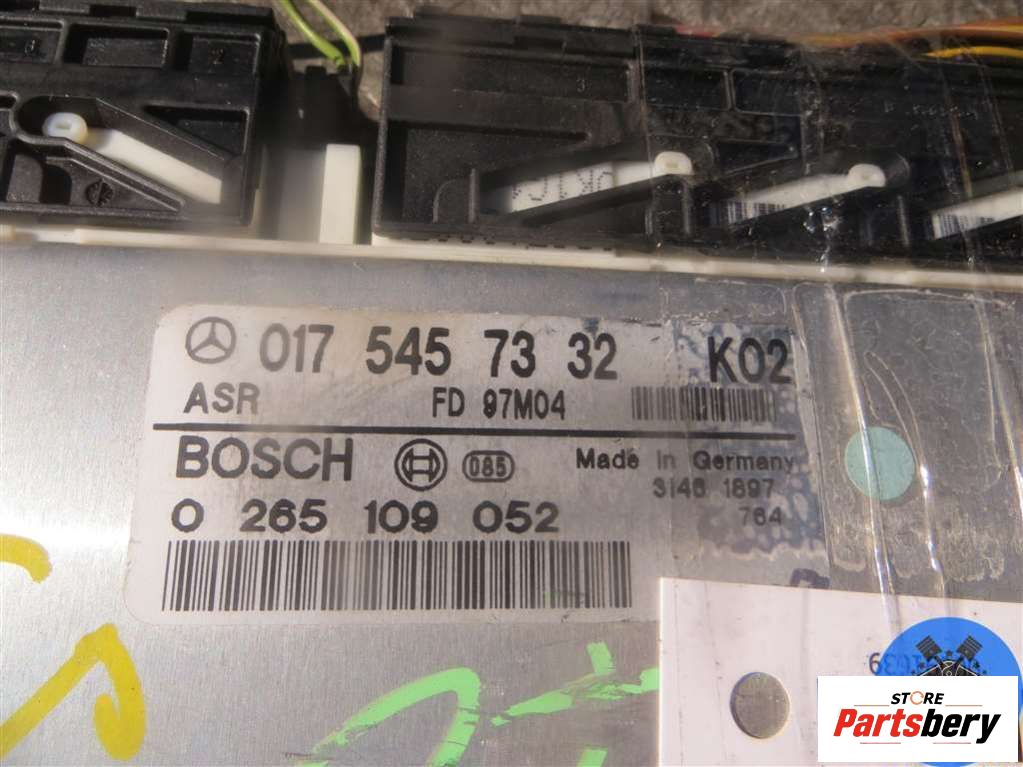 017 545 73 32 K02
ASR FD 97M04
BOSCH 085 Made in Germany
3146 1897
0 265 109 052 764
STORE
Partsbery